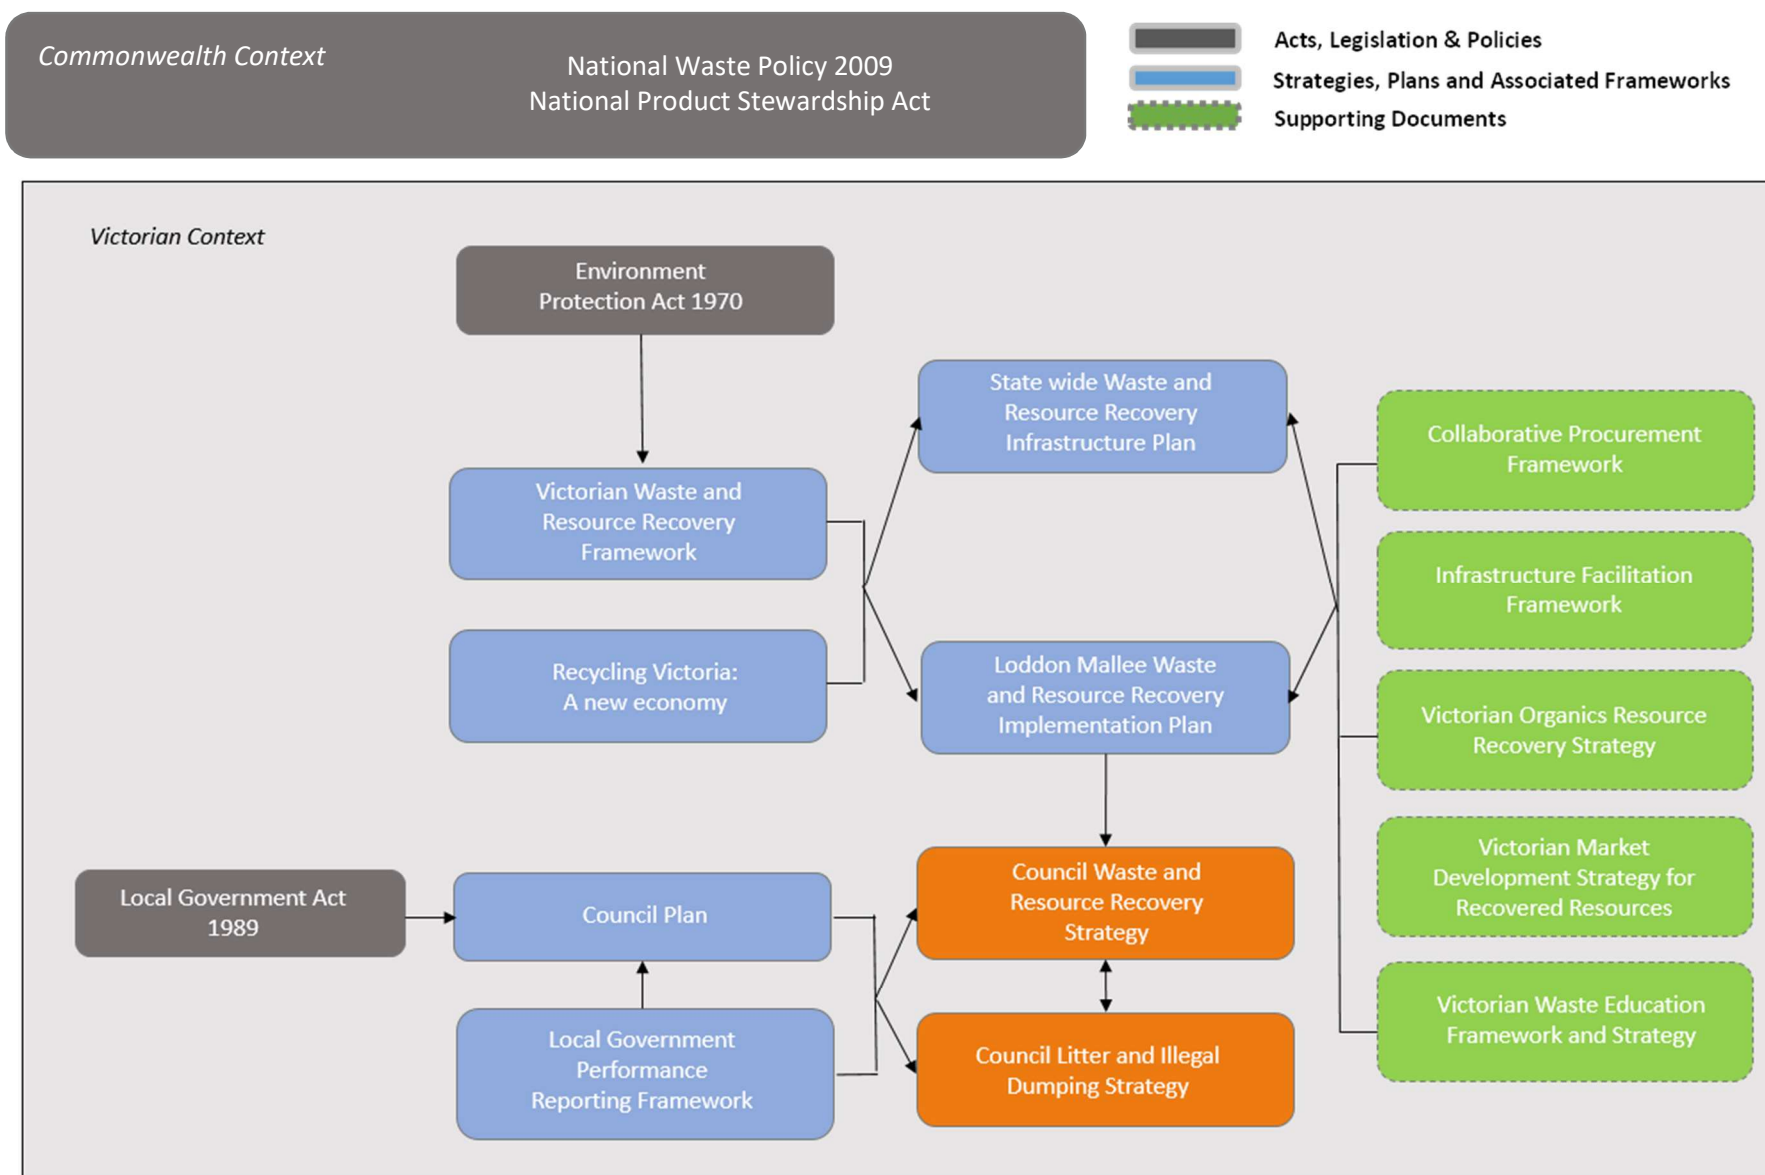 Commonwealth Context
National Waste Policy 2009
National Product Stewardship Act
Acts, Legislation & Policies
Strategies, Plans and Associated Frameworks
Supporting Documents
Victorian Context
Environment
Protection Act 1970
State wide Waste and
Resource Recovery
Infrastructure Plan
Collaborative Procurement
Framework
Victorian Waste and
Resource Recovery
Framework
Infrastructure Facilitation
Framework
Recycling Victoria:
A new economy
Loddon Mallee Waste
and Resource Recovery
Implementation Plan
Victorian Organics Resource
Recovery Strategy
Victorian Market
Development Strategy for
Recovered Resources
Local Government Act
1989
Council Plan
Council Waste and
Resource Recovery
Strategy
Local Government
Performance
Reporting Framework
Council Litter and Illegal
Dumping Strategy
Victorian Waste Education
Framework and Strategy